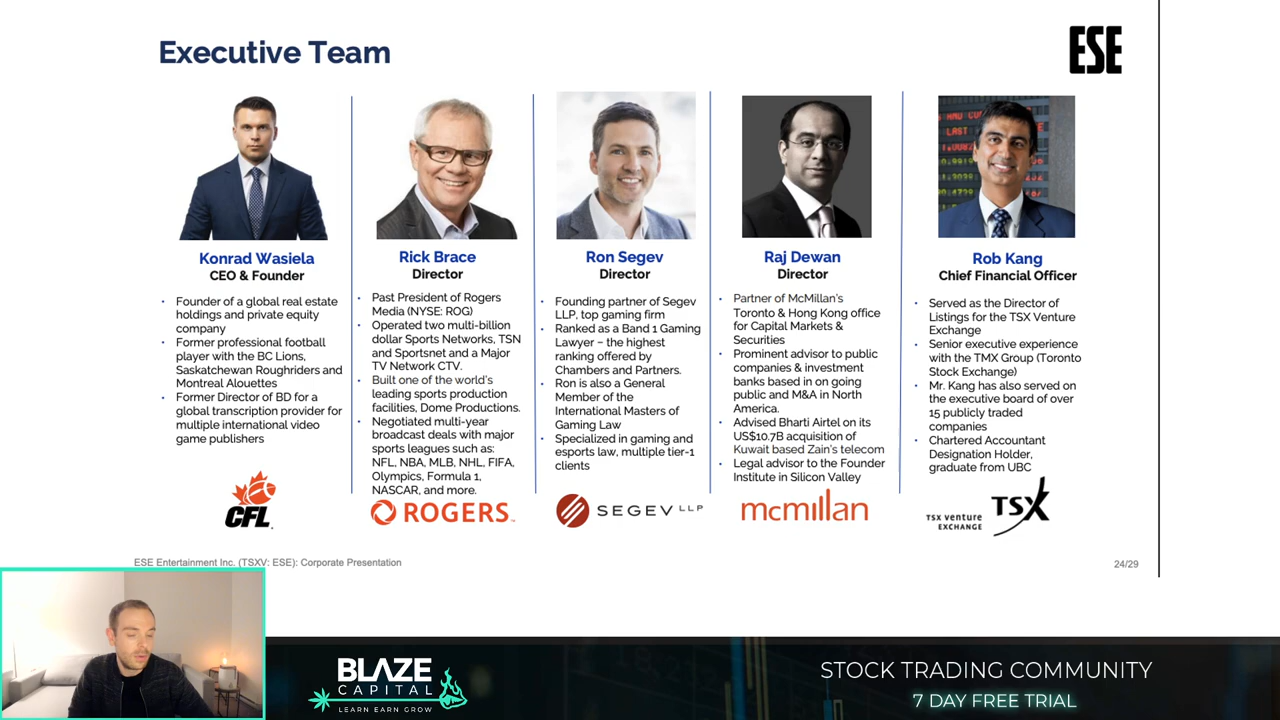 Executive Team
ESE
Konrad Wasiela
CEO & Founder
• Founder of a global real estate
holdings and private equity
company
• Former professional football
player with the BC Lions,
Saskatchewan Roughriders and
Montreal Alouettes
• Former Director of BD for a
global transcription provider for
multiple international video
game publishers
CFL
Rick Brace
Director
• Past President of Rogers
Media (NYSE: ROG)
• Operated two multi-billion
dollar Sports Networks, TSN
and Sportsnet and a Major
TV Network CTV.
• Built one of the world's
leading sports production
facilities, Dome Productions.
• Negotiated multi-year
broadcast deals with major
sports leagues such as:
NFL, NBA, MLB, NHL, FIFA,
Olympics, Formula 1,
NASCAR, and more.
ROGERS™
Ron Segev
Director
• Founding partner of Segev
LLP, top gaming firm
• Ranked as a Band 1 Gaming
Lawyer – the highest
ranking offered by
Chambers and Partners.
• Ron is also a General
Member of the
International Masters of
Gaming Law
• Specialized in gaming and
esports law, multiple tier-1
clients
SEGEV LLP
Raj Dewan
Director
• Partner of McMillan's
Toronto & Hong Kong office
for Capital Markets &
Securities
• Prominent advisor to public
companies & investment
banks based in on going
public and M&A in North
America.
• Advised Bharti Airtel on its
US$10.7B acquisition of
Kuwait based Zain's telecom
• Legal advisor to the Founder
Institute in Silicon Valley
mcmillan
Rob Kang
Chief Financial Officer
• Served as the Director of
Listings for the TSX Venture
Exchange
• Senior executive experience
with the TMX Group (Toronto
Stock Exchange)
• Mr. Kang has also served on
the executive board of over
15 publicly traded
companies
• Chartered Accountant
Designation Holder,
graduate from UBC
TSX venture
EXCHANGE
TSX
ESE Entertainment Inc. (TSXV: ESE): Corporate Presentation
24/29
BLAZE
CAPITAL
LEARN EARN GROW
STOCK TRADING COMMUNITY
7 DAY FREE TRIAL